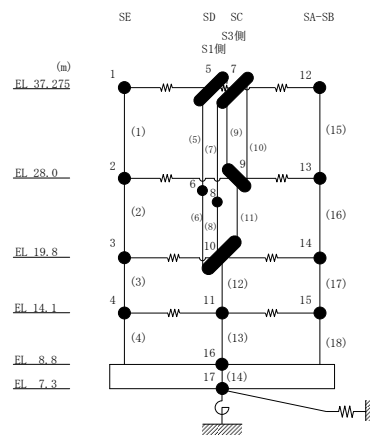 SE SD SC SA-SB
S3側
S1側
(m)
EL 37.275 1 5 7 12
(1) (5) (7) (9) (10) (15)
EL 28.0 2 6 8 9 13
(2) (6) (8) (11) (16)
EL 19.8 3 10 14
(3) (12) (17)
EL 14.1 4 11 15
(4) (13) (18)
EL 8.8 16
EL 7.3 17 (14)